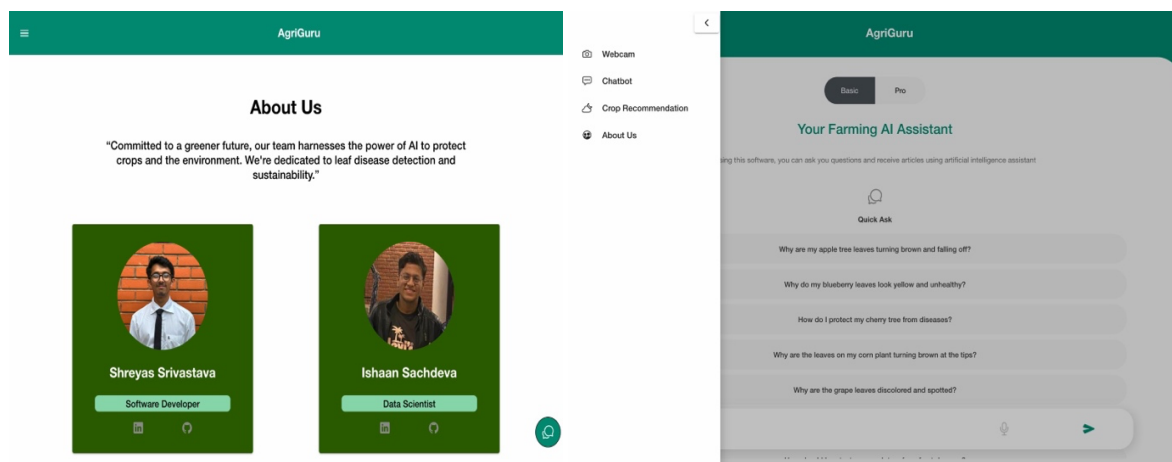 AgriGuru
About Us
“Committed to a greener future, our team harnesses the power of AI to protect
crops and the environment. We're dedicated to leaf disease detection and
sustainability.”
Shreyas Srivastava
Software Developer
Ishaan Sachdeva
Data Scientist
Webcam
Chatbot
Crop Recommendation
About Us
AgriGuru
Basic
Pro
Your Farming AI Assistant
this software, you can ask you questions and receive articles using artificial intelligence assistant
Quick Ask
Why are my apple tree leaves turning brown and falling off?
Why do my blueberry leaves look yellow and unhealthy?
How do I protect my cherry tree from diseases?
Why are the leaves on my corn plant turning brown at the tips?
Why are the grape leaves discolored and spotted?